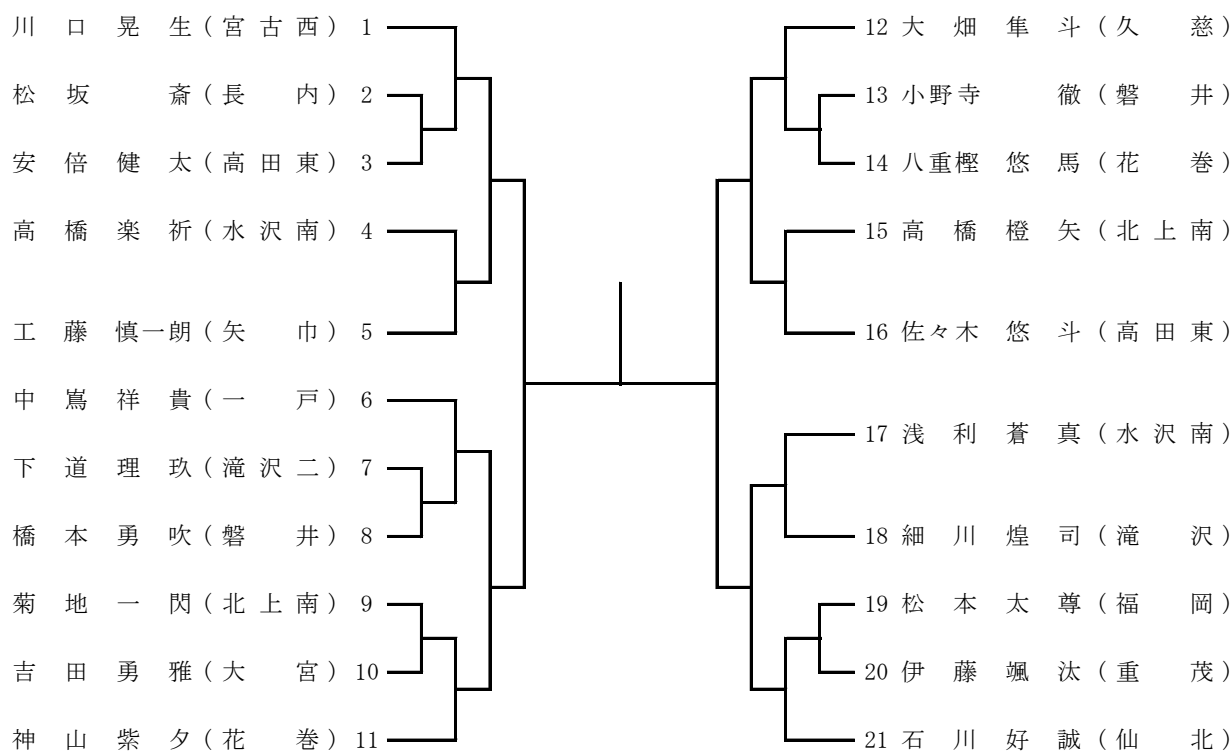 川口晃生（宮古西） 1
松坂斎（長内） 2
安倍健太（高田東） 3
高橋楽祈（水沢南） 4
工藤慎一朗（矢巾） 5
中嶌祥貴（一戸） 6
下道理玖（滝沢二） 7
橋本勇吹（磐井） 8
菊地一閃（北上南） 9
吉田勇雅（大宮） 10
神山紫夕（花巻） 11
12 大畑隼斗（久慈）
13 小野寺徹（磐井）
14 八重樫悠馬（花巻）
15 高橋橙矢（北上南）
16 佐々木悠斗（高田東）
17 浅利蒼真（水沢南）
18 細川煌司（滝沢）
19 松本太尊（福岡）
20 伊藤颯汰（重茂）
21 石川好誠（仙北）